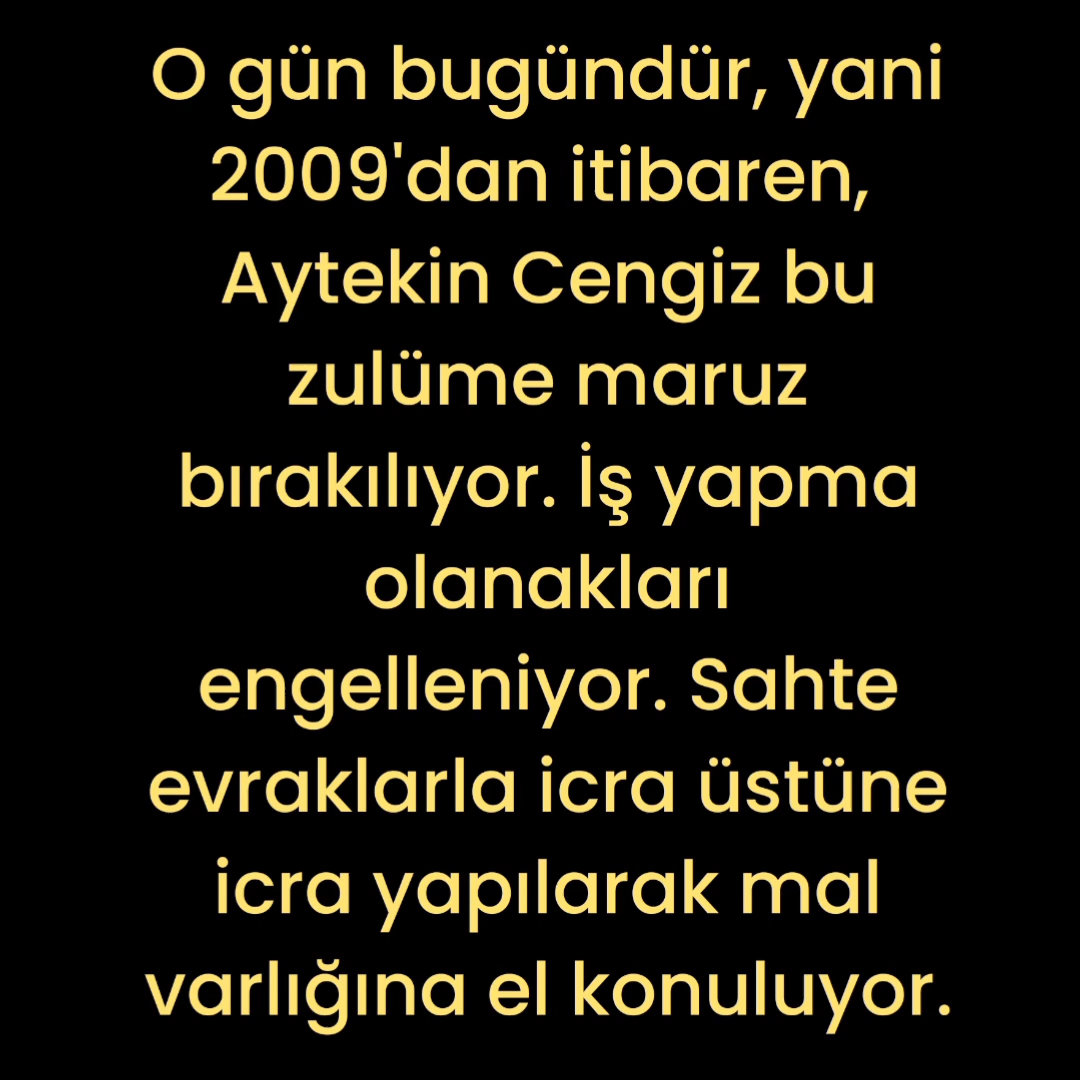 O gün bugündür, yani
2009'dan itibaren,
Aytekin Cengiz bu
zulüme maruz
bırakılıyor. İş yapma
olanakları
engelleniyor. Sahte
evraklarla icra üstüne
icra yapılarak mal
varlığına el konuluyor.